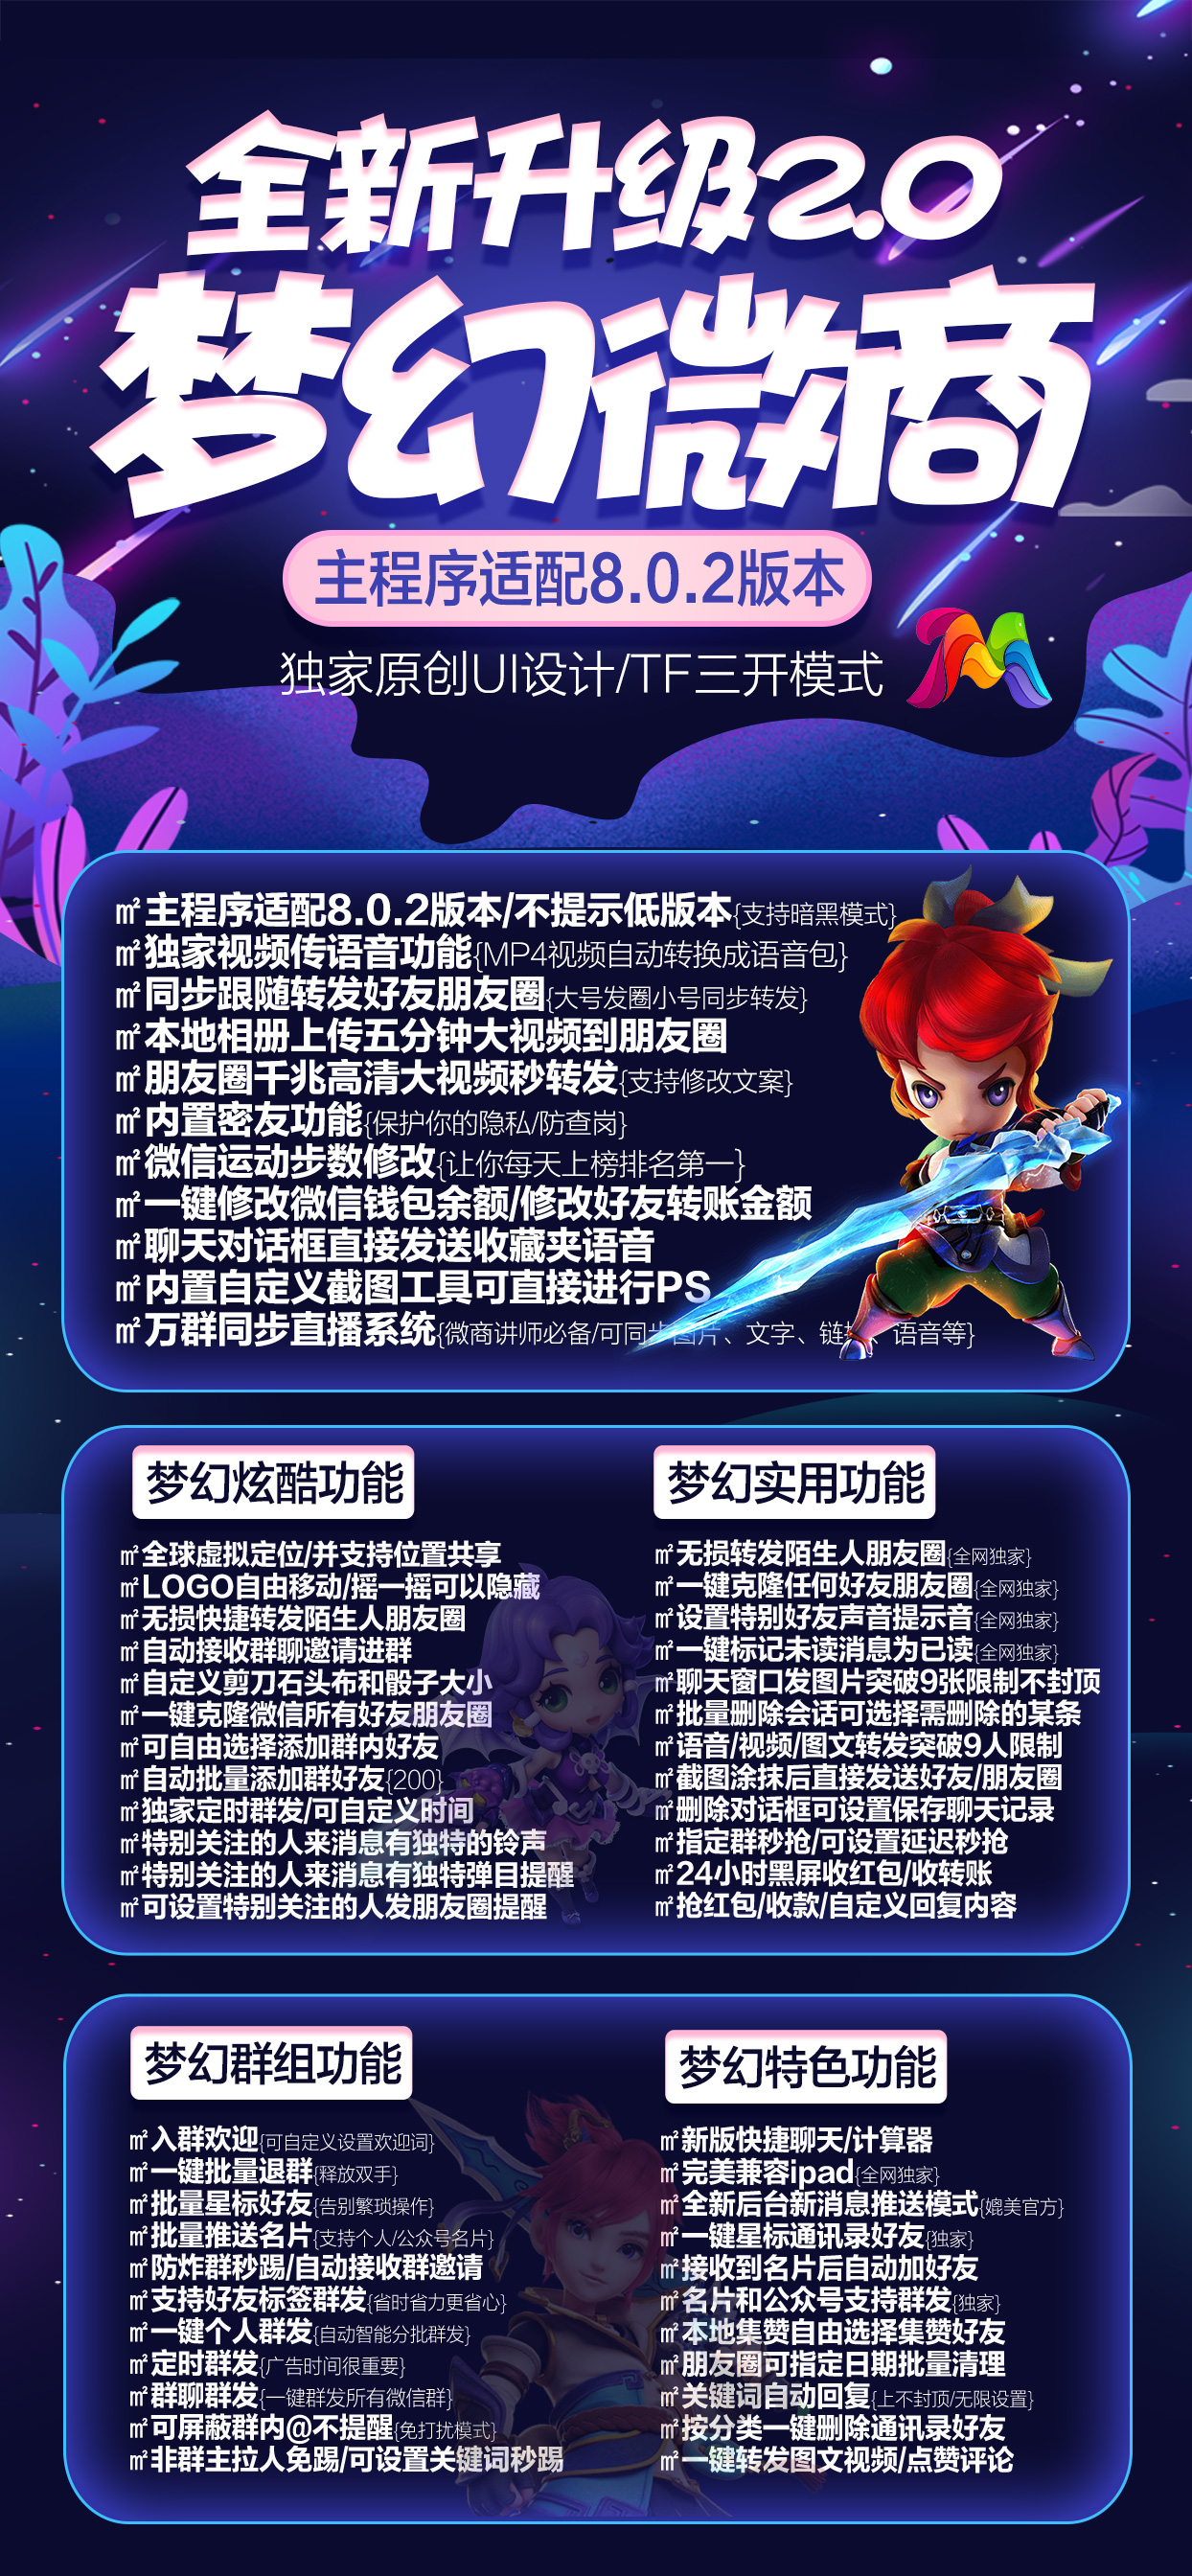 全新升级2.0
梦幻微商
主程序适配8.0.2版本
独家原创UI设计/TF三开模式
㎡主程序适配8.0.2版本/不提示低版本{支持暗黑模式}
㎡独家视频传语音功能{MP4视频自动转换成语音包}
㎡同步跟随转发好友朋友圈{大号发圈小号同步转发}
㎡本地相册上传五分钟大视频到朋友圈
㎡朋友圈千兆高清大视频秒转发{支持修改文案}
㎡内置密友功能{保护你的隐私/防查岗}
㎡微信运动步数修改{让你每天上榜排名第一}
㎡一键修改微信钱包余额/修改好友转账金额
㎡聊天对话框直接发送收藏夹语音
㎡内置自定义截图工具可直接进行PS
㎡万群同步直播系统{微商讲师必备/可同步图片、文字、链接、语音等}
梦幻炫酷功能
㎡全球虚拟定位/并支持位置共享
㎡LOGO自由移动/摇一摇可以隐藏
㎡无损快捷转发陌生人朋友圈
㎡自动接收群聊邀请进群
㎡自定义剪刀石头布和骰子大小
㎡一键克隆微信所有好友朋友圈
㎡可自由选择添加群内好友
㎡自动批量添加群好友{200}
㎡独家定时群发/可自定义时间
㎡特别关注的人来消息有独特的铃声
㎡特别关注的人来消息有独特弹目提醒
㎡可设置特别关注的人发朋友圈提醒
梦幻实用功能
㎡无损转发陌生人朋友圈{全网独家}
㎡一键克隆任何好友朋友圈{全网独家}
㎡设置特别好友声音提示音{全网独家}
㎡一键标记未读消息为已读{全网独家}
㎡聊天窗口发图片突破9张限制不封顶
㎡批量删除会话可选择需删除的某条
㎡语音/视频/图文转发突破9人限制
㎡截图涂抹后直接发送好友/朋友圈
㎡删除对话框可设置保存聊天记录
㎡指定群秒抢/可设置延迟秒抢
㎡24小时黑屏收红包/收转账
㎡抢红包/收款/自定义回复内容
梦幻群组功能
㎡入群欢迎{可自定义设置欢迎词}
㎡一键批量退群{释放双手}
㎡批量星标好友{告别繁琐操作}
㎡批量推送名片{支持个人/公众号名片}
㎡防炸群秒踢/自动接收群邀请
㎡支持好友标签群发{省时省力更省心}
㎡一键个人群发{自动智能分批群发}
㎡定时群发{广告时间很重要}
㎡群聊群发{一键群发所有微信群}
㎡可屏蔽群内@不提醒{免打扰模式}
㎡非群主拉人免踢/可设置关键词秒踢
梦幻特色功能
㎡新版快捷聊天/计算器
㎡完美兼容ipad{全网独家}
㎡全新后台新消息推送模式{媲美官方}
㎡一键星标通讯录好友{独家}
㎡接收到名片后自动加好友
㎡名片和公众号支持群发{独家}
㎡本地集赞自由选择集赞好友
㎡朋友圈可指定日期批量清理
㎡关键词自动回复{上不封顶/无限设置}
㎡按分类一键删除通讯录好友
㎡一键转发图文视频/点赞评论